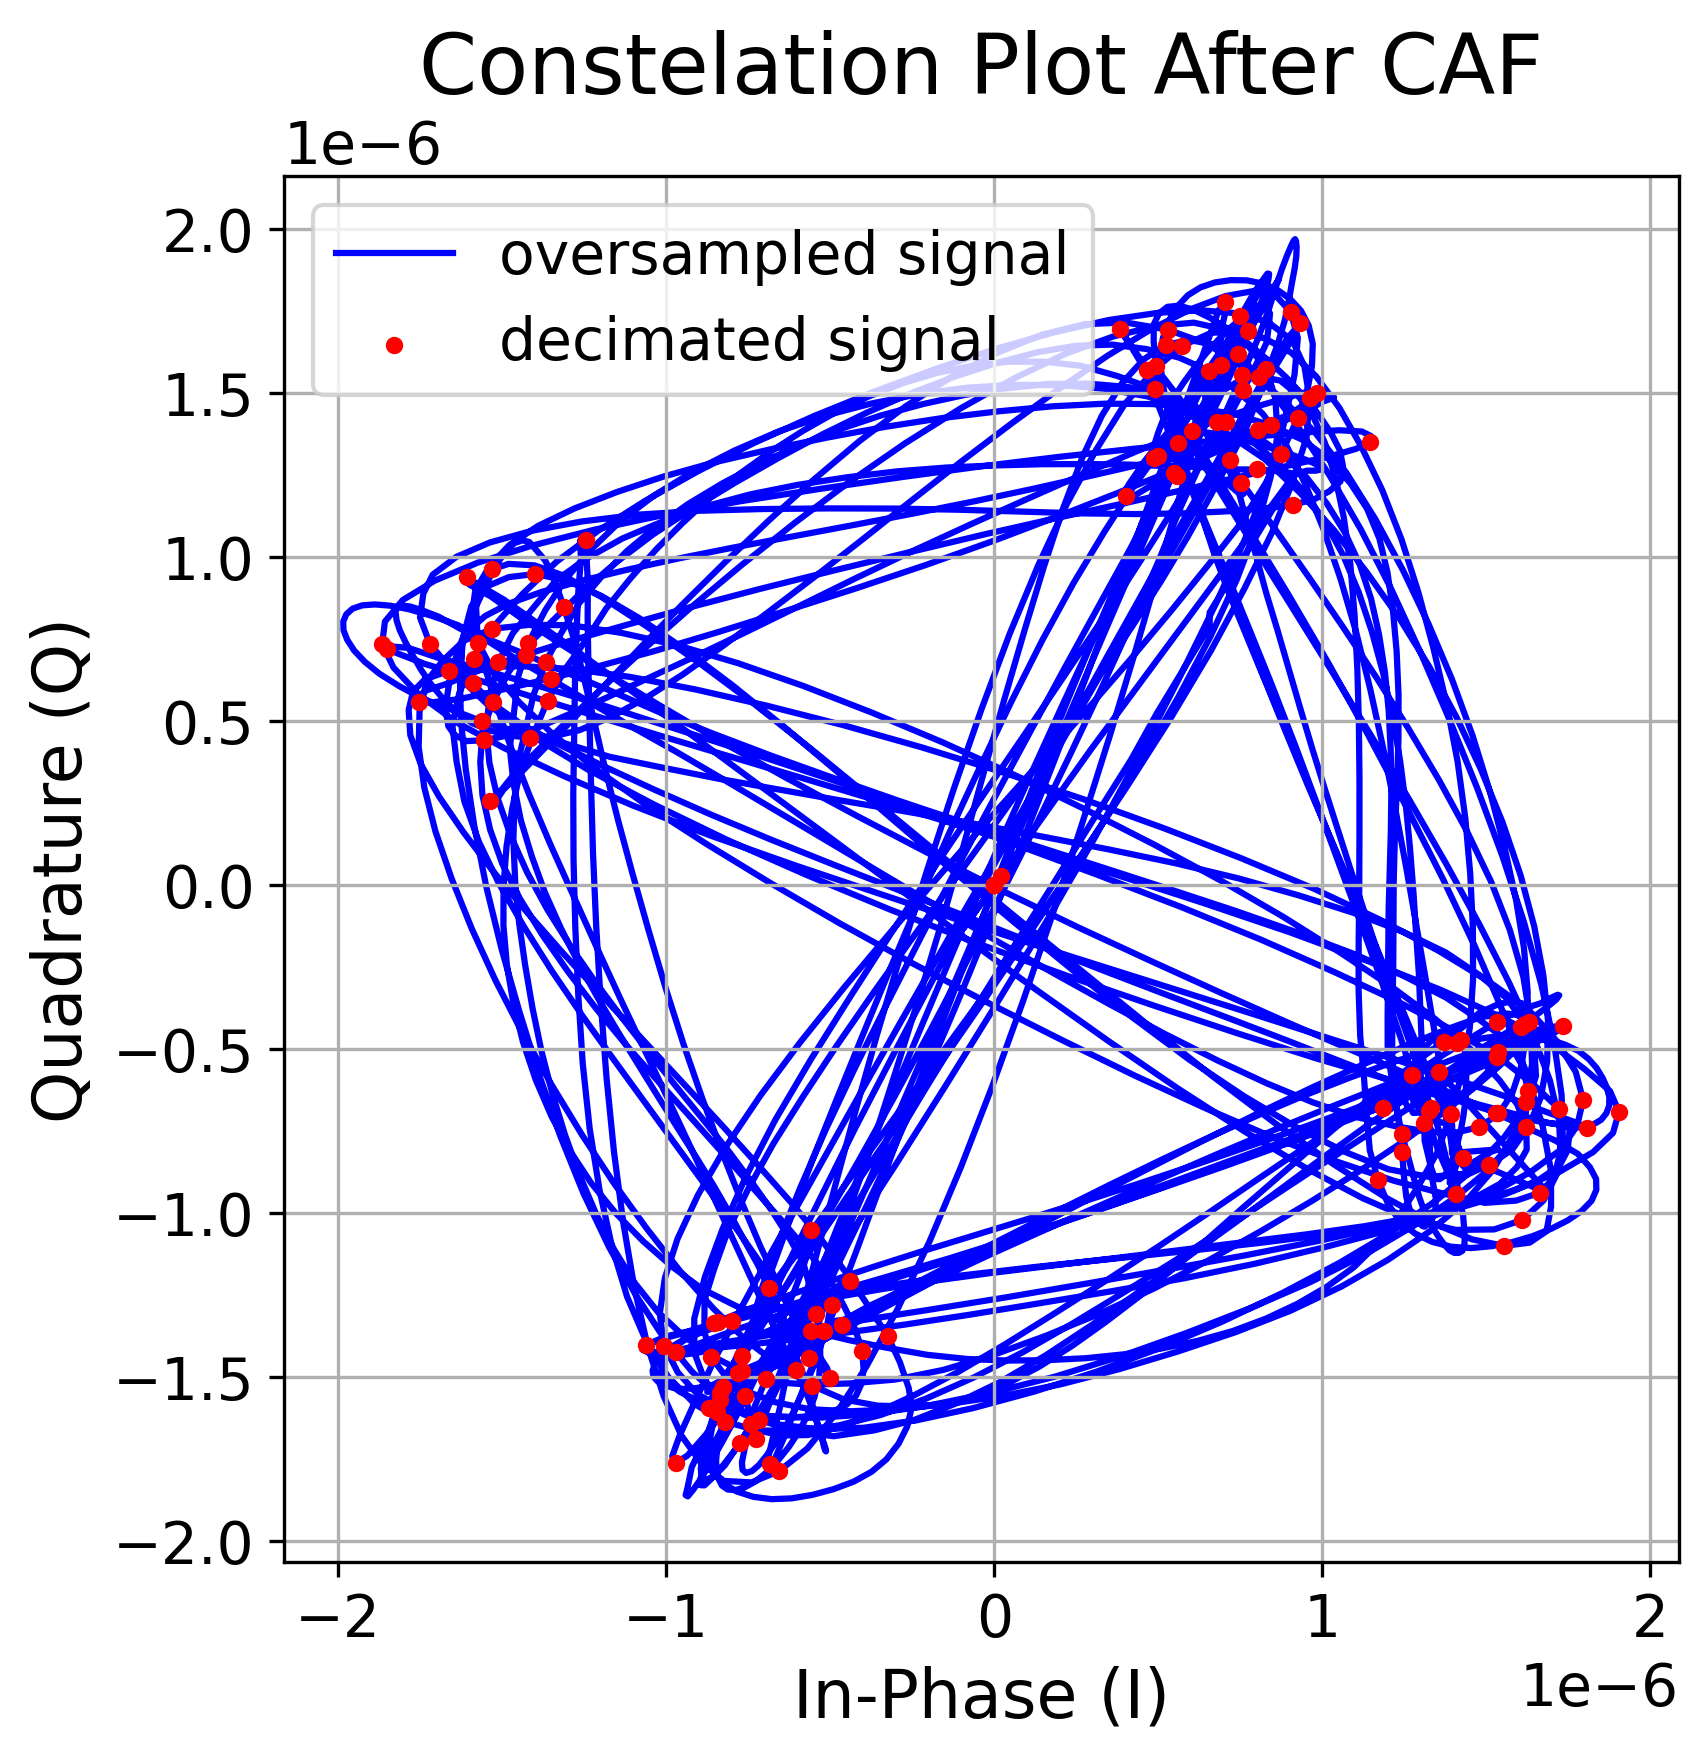 Constelation Plot After CAF
1e−6
oversampled signal
decimated signal
2.0
1.5
1.0
0.5
0.0
−0.5
−1.0
−1.5
−2.0
Quadrature (Q)
−2 −1 0 1 2
1e−6
In-Phase (I)